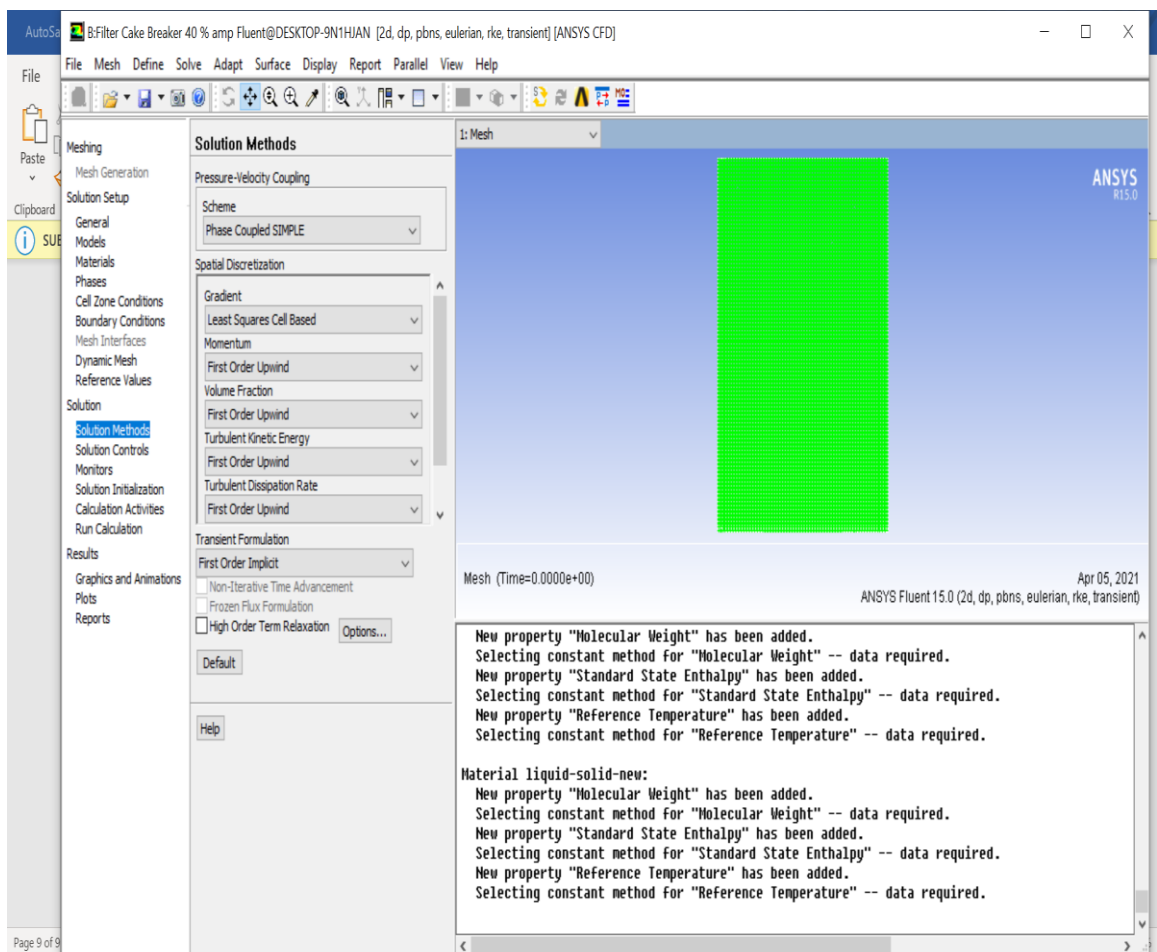 AutoSa
B:Filter Cake Breaker 40 % amp Fluent@DESKTOP-9N1HJAN [2d, dp, pbns, eulerian, rke, transient] [ANSYS CFD]
File
File Mesh Define Solve Adapt Surface Display Report Parallel View Help
Paste
Clipboard
SUE
Page 9 of 9
Meshing
Mesh Generation
Solution Setup
General
Models
Materials
Phases
Cell Zone Conditions
Boundary Conditions
Mesh Interfaces
Dynamic Mesh
Reference Values
Solution
Solution Methods
Solution Controls
Monitors
Solution Initialization
Calculation Activities
Run Calculation
Results
Graphics and Animations
Plots
Reports
Solution Methods
Pressure-Velocity Coupling
Scheme
Phase Coupled SIMPLE
Spatial Discretization
Gradient
Least Squares Cell Based
Momentum
First Order Upwind
Volume Fraction
First Order Upwind
Turbulent Kinetic Energy
First Order Upwind
Turbulent Dissipation Rate
First Order Upwind
Transient Formulation
First Order Implicit
Non-Iterative Time Advancement
Frozen Flux Formulation
High Order Term Relaxation Options...
Default
Help
1: Mesh
ANSYS
R15.0
Mesh (Time=0.0000e+00)
Apr 05, 2021
ANSYS Fluent 15.0 (2d, dp, pbns, eulerian, rke, transient)
New property "Molecular Weight" has been added.
Selecting constant method for "Molecular Weight" -- data required.
New property "Standard State Enthalpy" has been added.
Selecting constant method for "Standard State Enthalpy" -- data required.
New property "Reference Temperature" has been added.
Selecting constant method for "Reference Temperature" -- data required.
Material liquid-solid-new:
New property "Molecular Weight" has been added.
Selecting constant method for "Molecular Weight" -- data required.
New property "Standard State Enthalpy" has been added.
Selecting constant method for "Standard State Enthalpy" -- data required.
New property "Reference Temperature" has been added.
Selecting constant method for "Reference Temperature" -- data required.